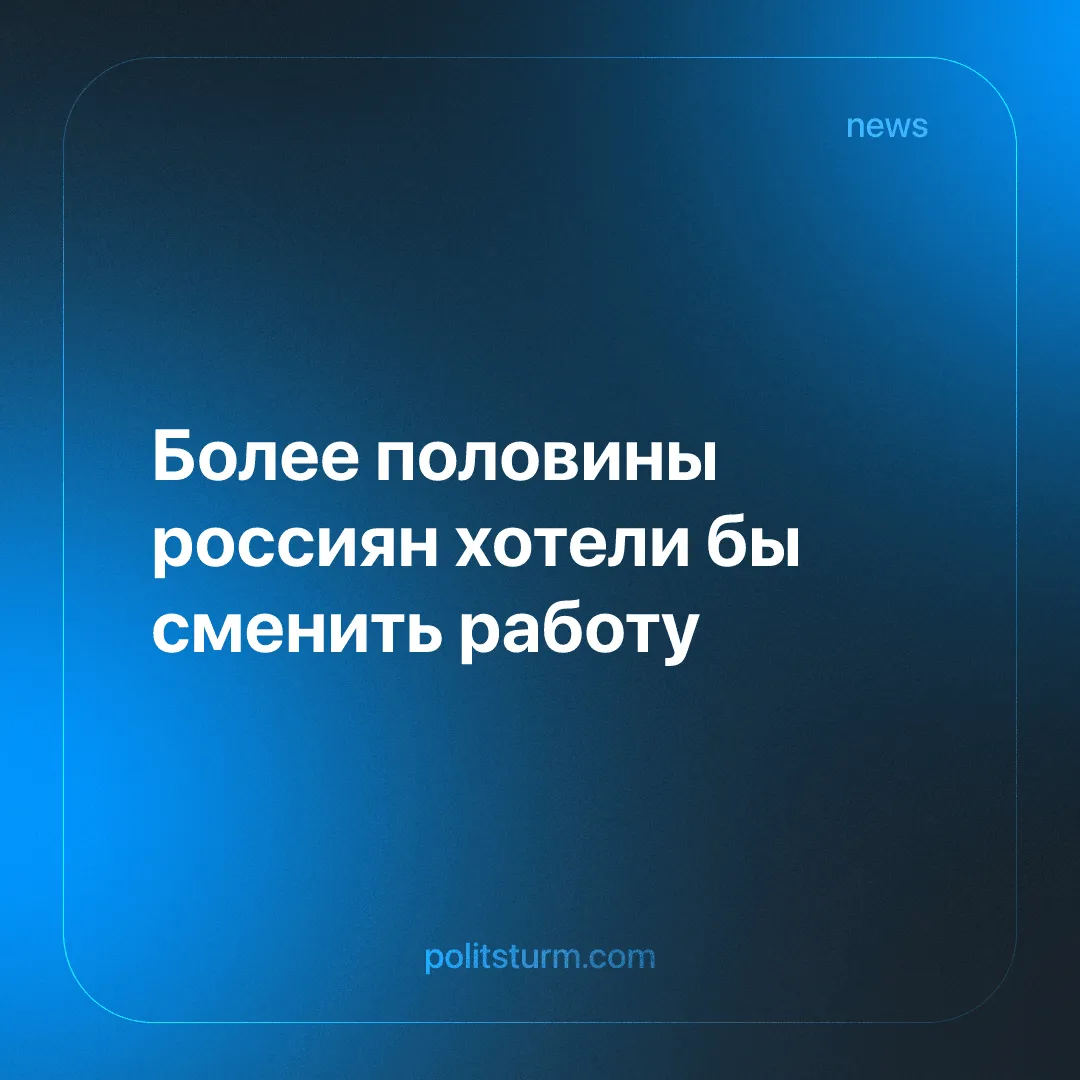 news
Более половины
россиян хотели бы
сменить работу
politsturm.com